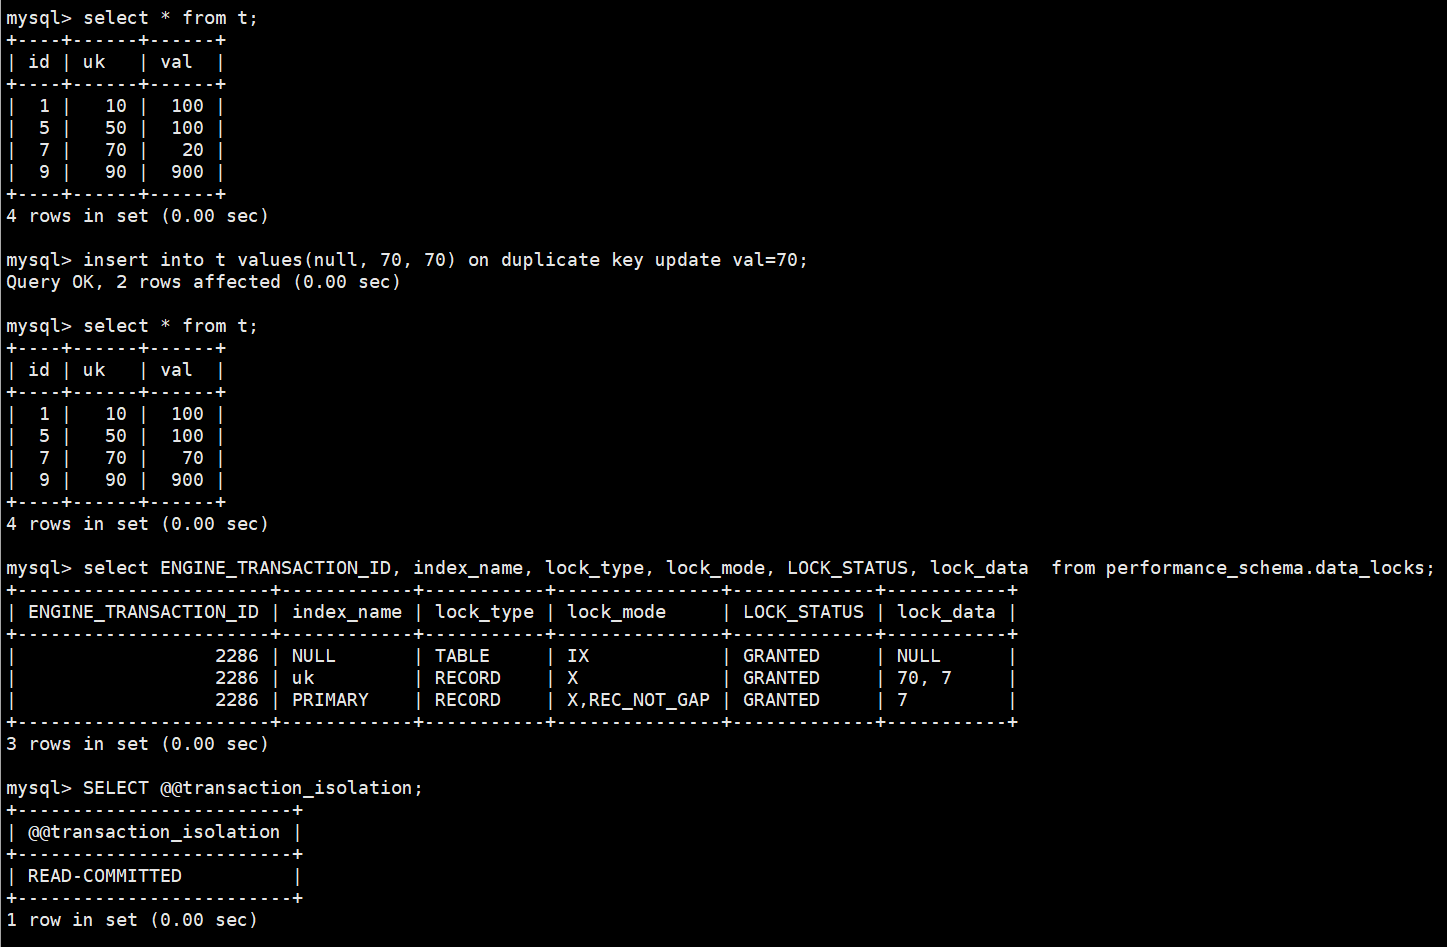 mysql> select * from t;
+----+------+------+
| id | uk   | val  |
+----+------+------+
|  1 |   10 |  100 |
|  5 |   50 |  100 |
|  7 |   70 |   20 |
|  9 |   90 |  900 |
+----+------+------+
4 rows in set (0.00 sec)

mysql> insert into t values(null, 70, 70) on duplicate key update val=70;
Query OK, 2 rows affected (0.00 sec)

mysql> select * from t;
+----+------+------+
| id | uk   | val  |
+----+------+------+
|  1 |   10 |  100 |
|  5 |   50 |  100 |
|  7 |   70 |   70 |
|  9 |   90 |  900 |
+----+------+------+
4 rows in set (0.00 sec)

mysql> select ENGINE_TRANSACTION_ID, index_name, lock_type, lock_mode, LOCK_STATUS, lock_data  from performance_schema.data_locks;
+-----------------------+------------+-----------+---------------+-------------+-----------+
| ENGINE_TRANSACTION_ID | index_name | lock_type | lock_mode     | LOCK_STATUS | lock_data |
+-----------------------+------------+-----------+---------------+-------------+-----------+
|                  2286 | NULL       | TABLE     | IX            | GRANTED     | NULL      |
|                  2286 | uk         | RECORD    | X             | GRANTED     | 70, 7     |
|                  2286 | PRIMARY    | RECORD    | X,REC_NOT_GAP | GRANTED     | 7         |
+-----------------------+------------+-----------+---------------+-------------+-----------+
3 rows in set (0.00 sec)

mysql> SELECT @@transaction_isolation;
+-------------------------+
| @@transaction_isolation |
+-------------------------+
| READ-COMMITTED          |
+-------------------------+
1 row in set (0.00 sec)